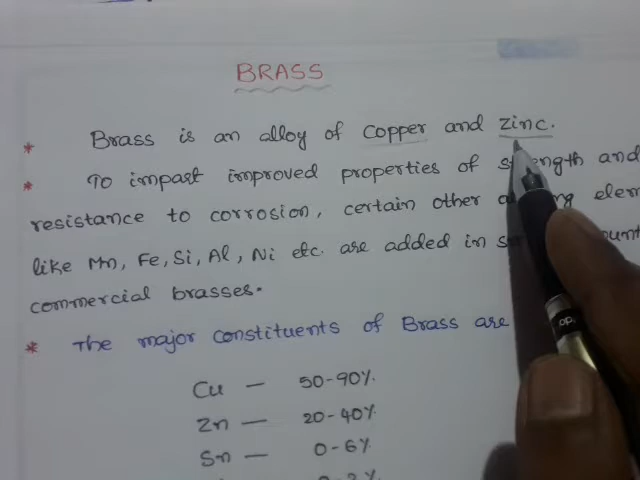 BRASS
* Brass is an alloy of copper and zinc.
* To impart improved properties of strength and
resistance to corrosion, certain other
like Mn, Fe, Si, Al, Ni etc. are added in
commercial brasses.
* The major constituents of Brass are
Cu — 50-90%.
Zn — 20-40%.
Sn — 0-6%